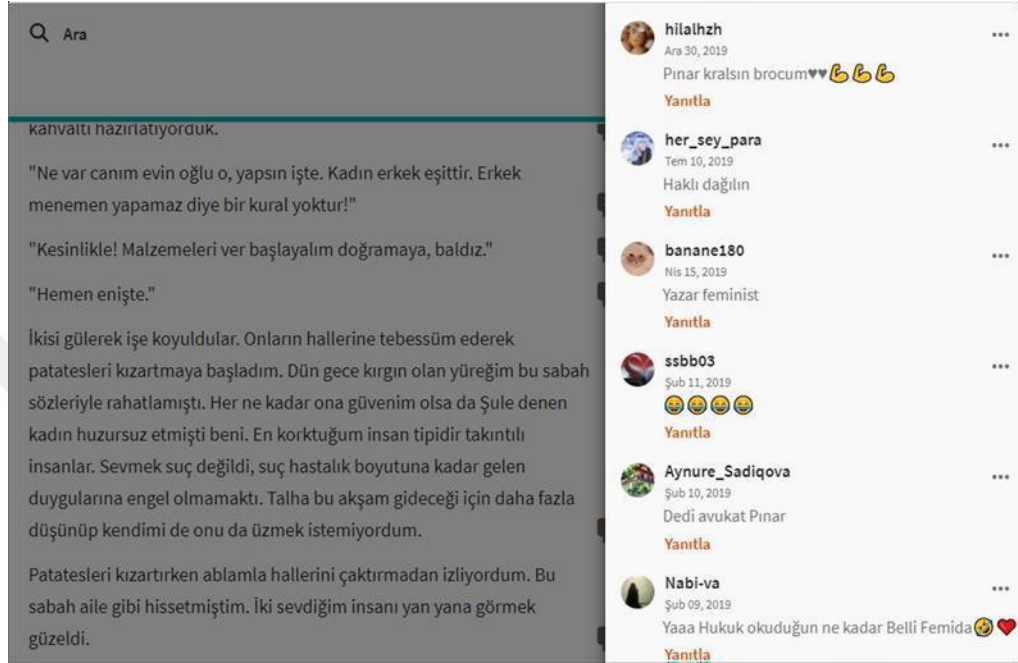 Ara
kahvaltı hazırlatıyorduk.
"Ne var canım evin oğlu o, yapsın işte. Kadın erkek eşittir. Erkek
menemen yapamaz diye bir kural yoktur!"
"Kesinlikle! Malzemeleri ver başlayalım doğramaya, baldız."
"Hemen enişte."
İkisi gülerek işe koyuldular. Onların hallerine tebessüm ederek
patatesleri kızartmaya başladım. Dün gece kırgın olan yüreğim bu sabah
sözleriyle rahatlamıştı. Her ne kadar ona güvenim olsa da Şule denen
kadın huzursuz etmişti beni. En korktuğum insan tipidir takıntılı
insanlar. Sevmek suç değildi, suç hastalık boyutuna kadar gelen
duygularına engel olmamaktı. Talha bu akşam gideceği için daha fazla
düşünüp kendimi de onu da üzmek istemiyordum.
Patatesleri kızartırken ablamla hallerini çaktırmadan izliyordum. Bu
sabah aile gibi hissetmiştim. İki sevdiğim insanı yan yana görmek
güzeldi.
hilalhzh
Ara 30, 2019
Pınar kralsın brocum♥♥💪💪💪
Yanıtla
her_sey_para
Tem 10, 2019
Haklı dağılın
Yanıtla
banane180
Nis 15, 2019
Yazar feminist
Yanıtla
ssbb03
Şub 11, 2019
😂😂😂😂
Yanıtla
Aynure_Sadiqova
Şub 10, 2019
Dedi avukat Pınar
Yanıtla
Nabi-va
Şub 09, 2019
Yaaa Hukuk okuduğun ne kadar Belli Femida🤣❤
Yanıtla